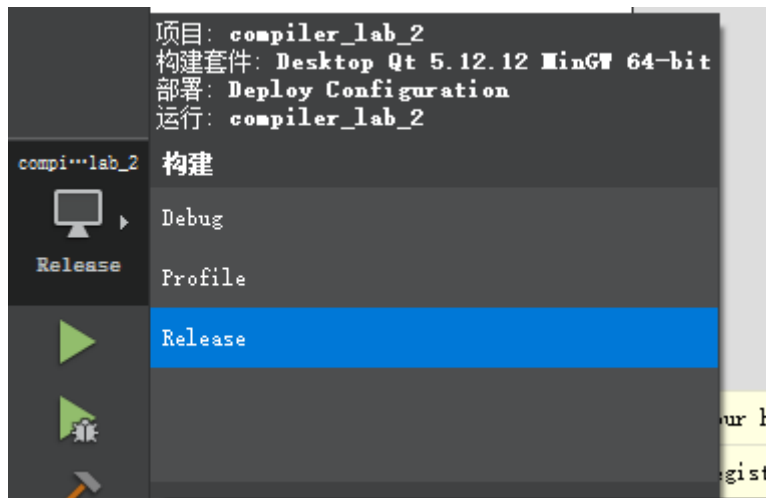 项目: compiler_lab_2
构建套件: Desktop Qt 5.12.12 MinGW 64-bit
部署: Deploy Configuration
运行: compiler_lab_2
compi···lab_2
构建
Debug
Release
Profile
Release
ur
gist